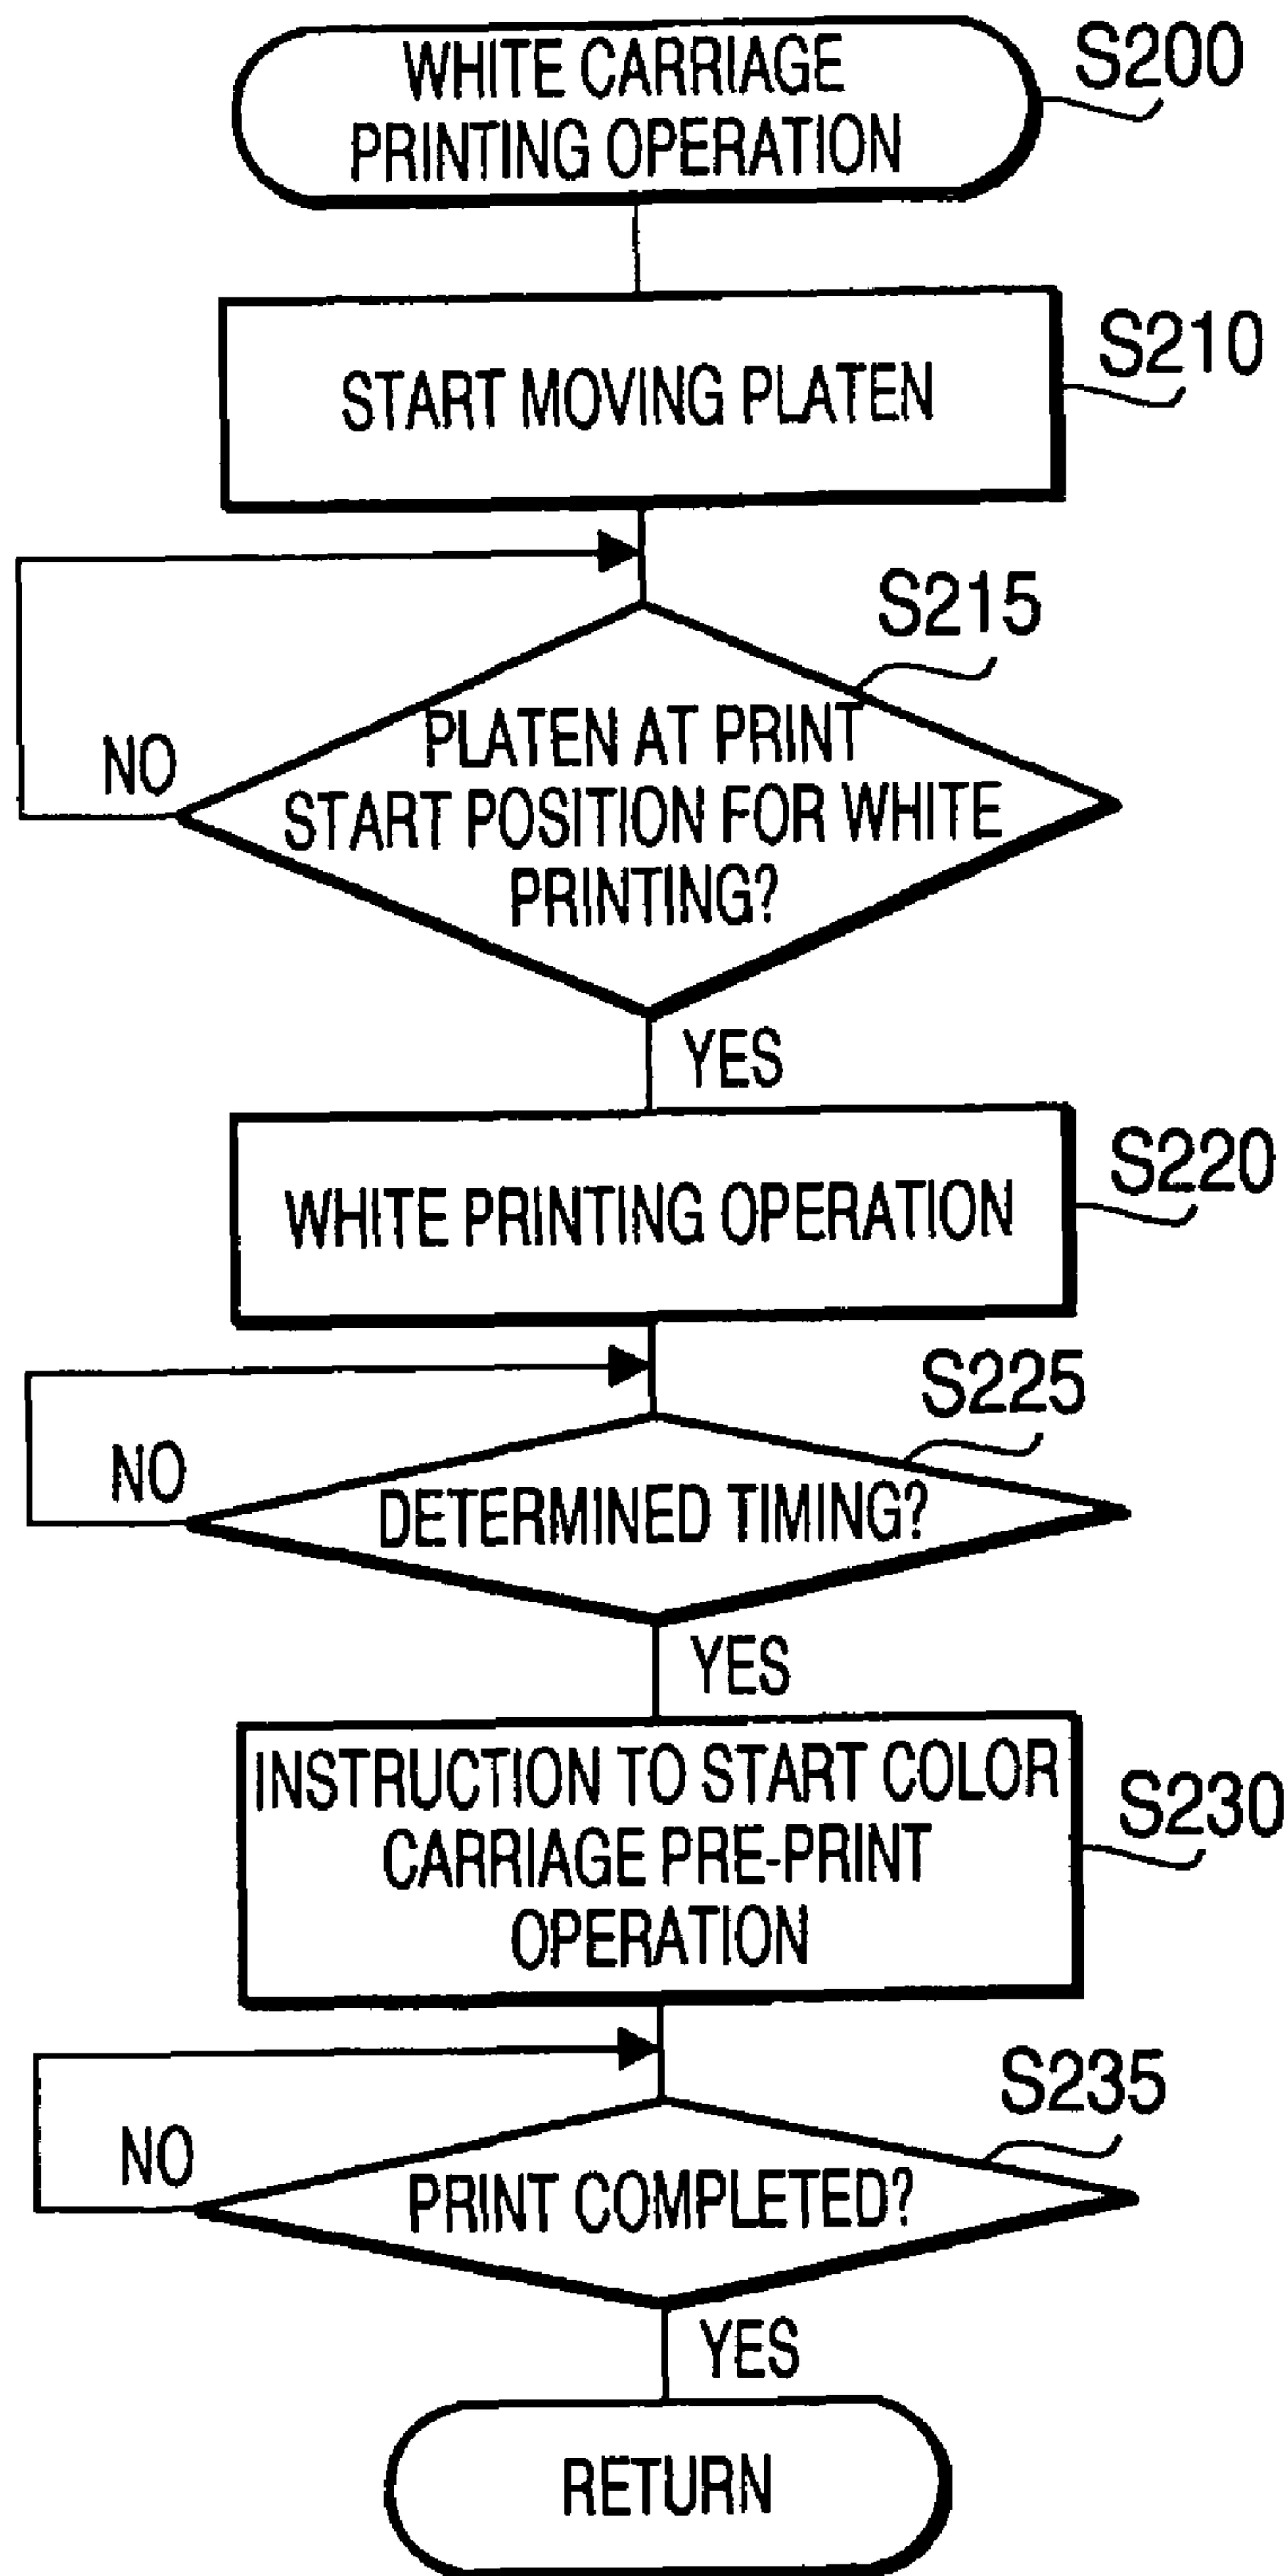 WHITE CARRIAGE
PRINTING OPERATION
S200
START MOVING PLATEN
S210
S215
PLATEN AT PRINT
START POSITION FOR WHITE
PRINTING?
NO
YES
WHITE PRINTING OPERATION
S220
S225
NO
DETERMINED TIMING?
YES
INSTRUCTION TO START COLOR
CARRIAGE PRE-PRINT
OPERATION
S230
S235
NO
PRINT COMPLETED?
YES
RETURN